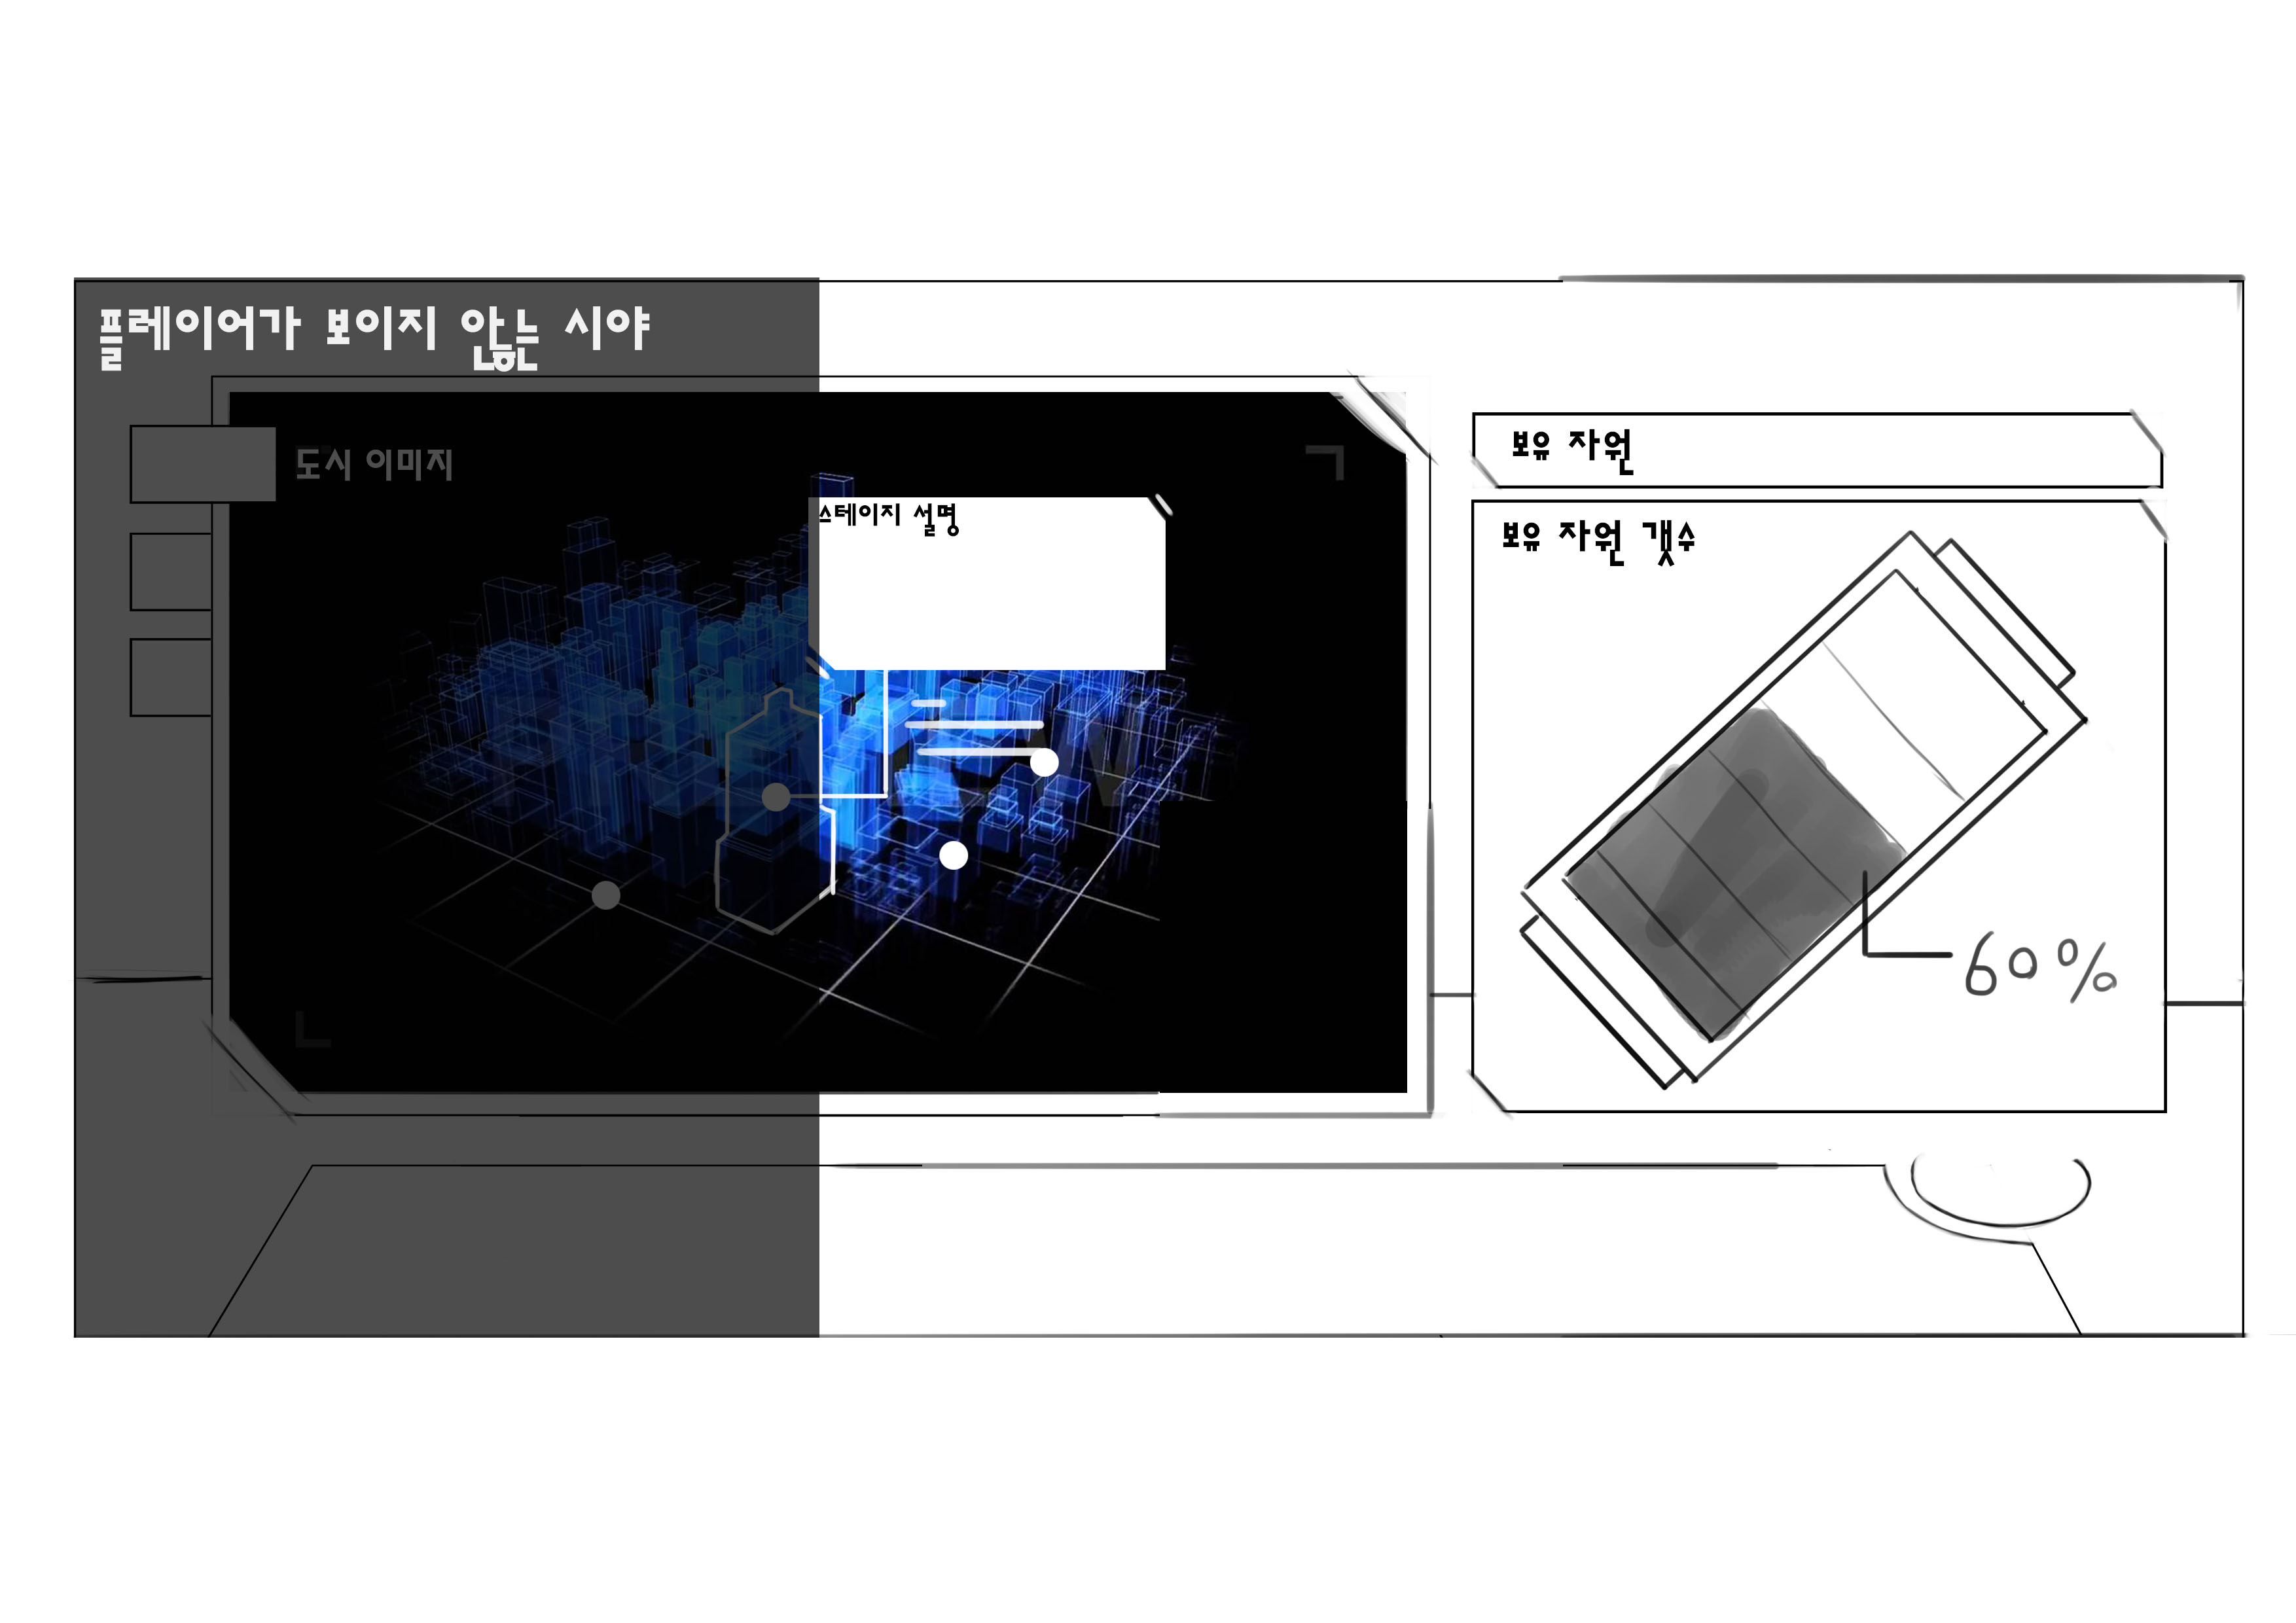 플레이어가 보이지 않는 시야
도시 이미지
스테이지 설명
보유 자원
보유 자원 갯수
60%